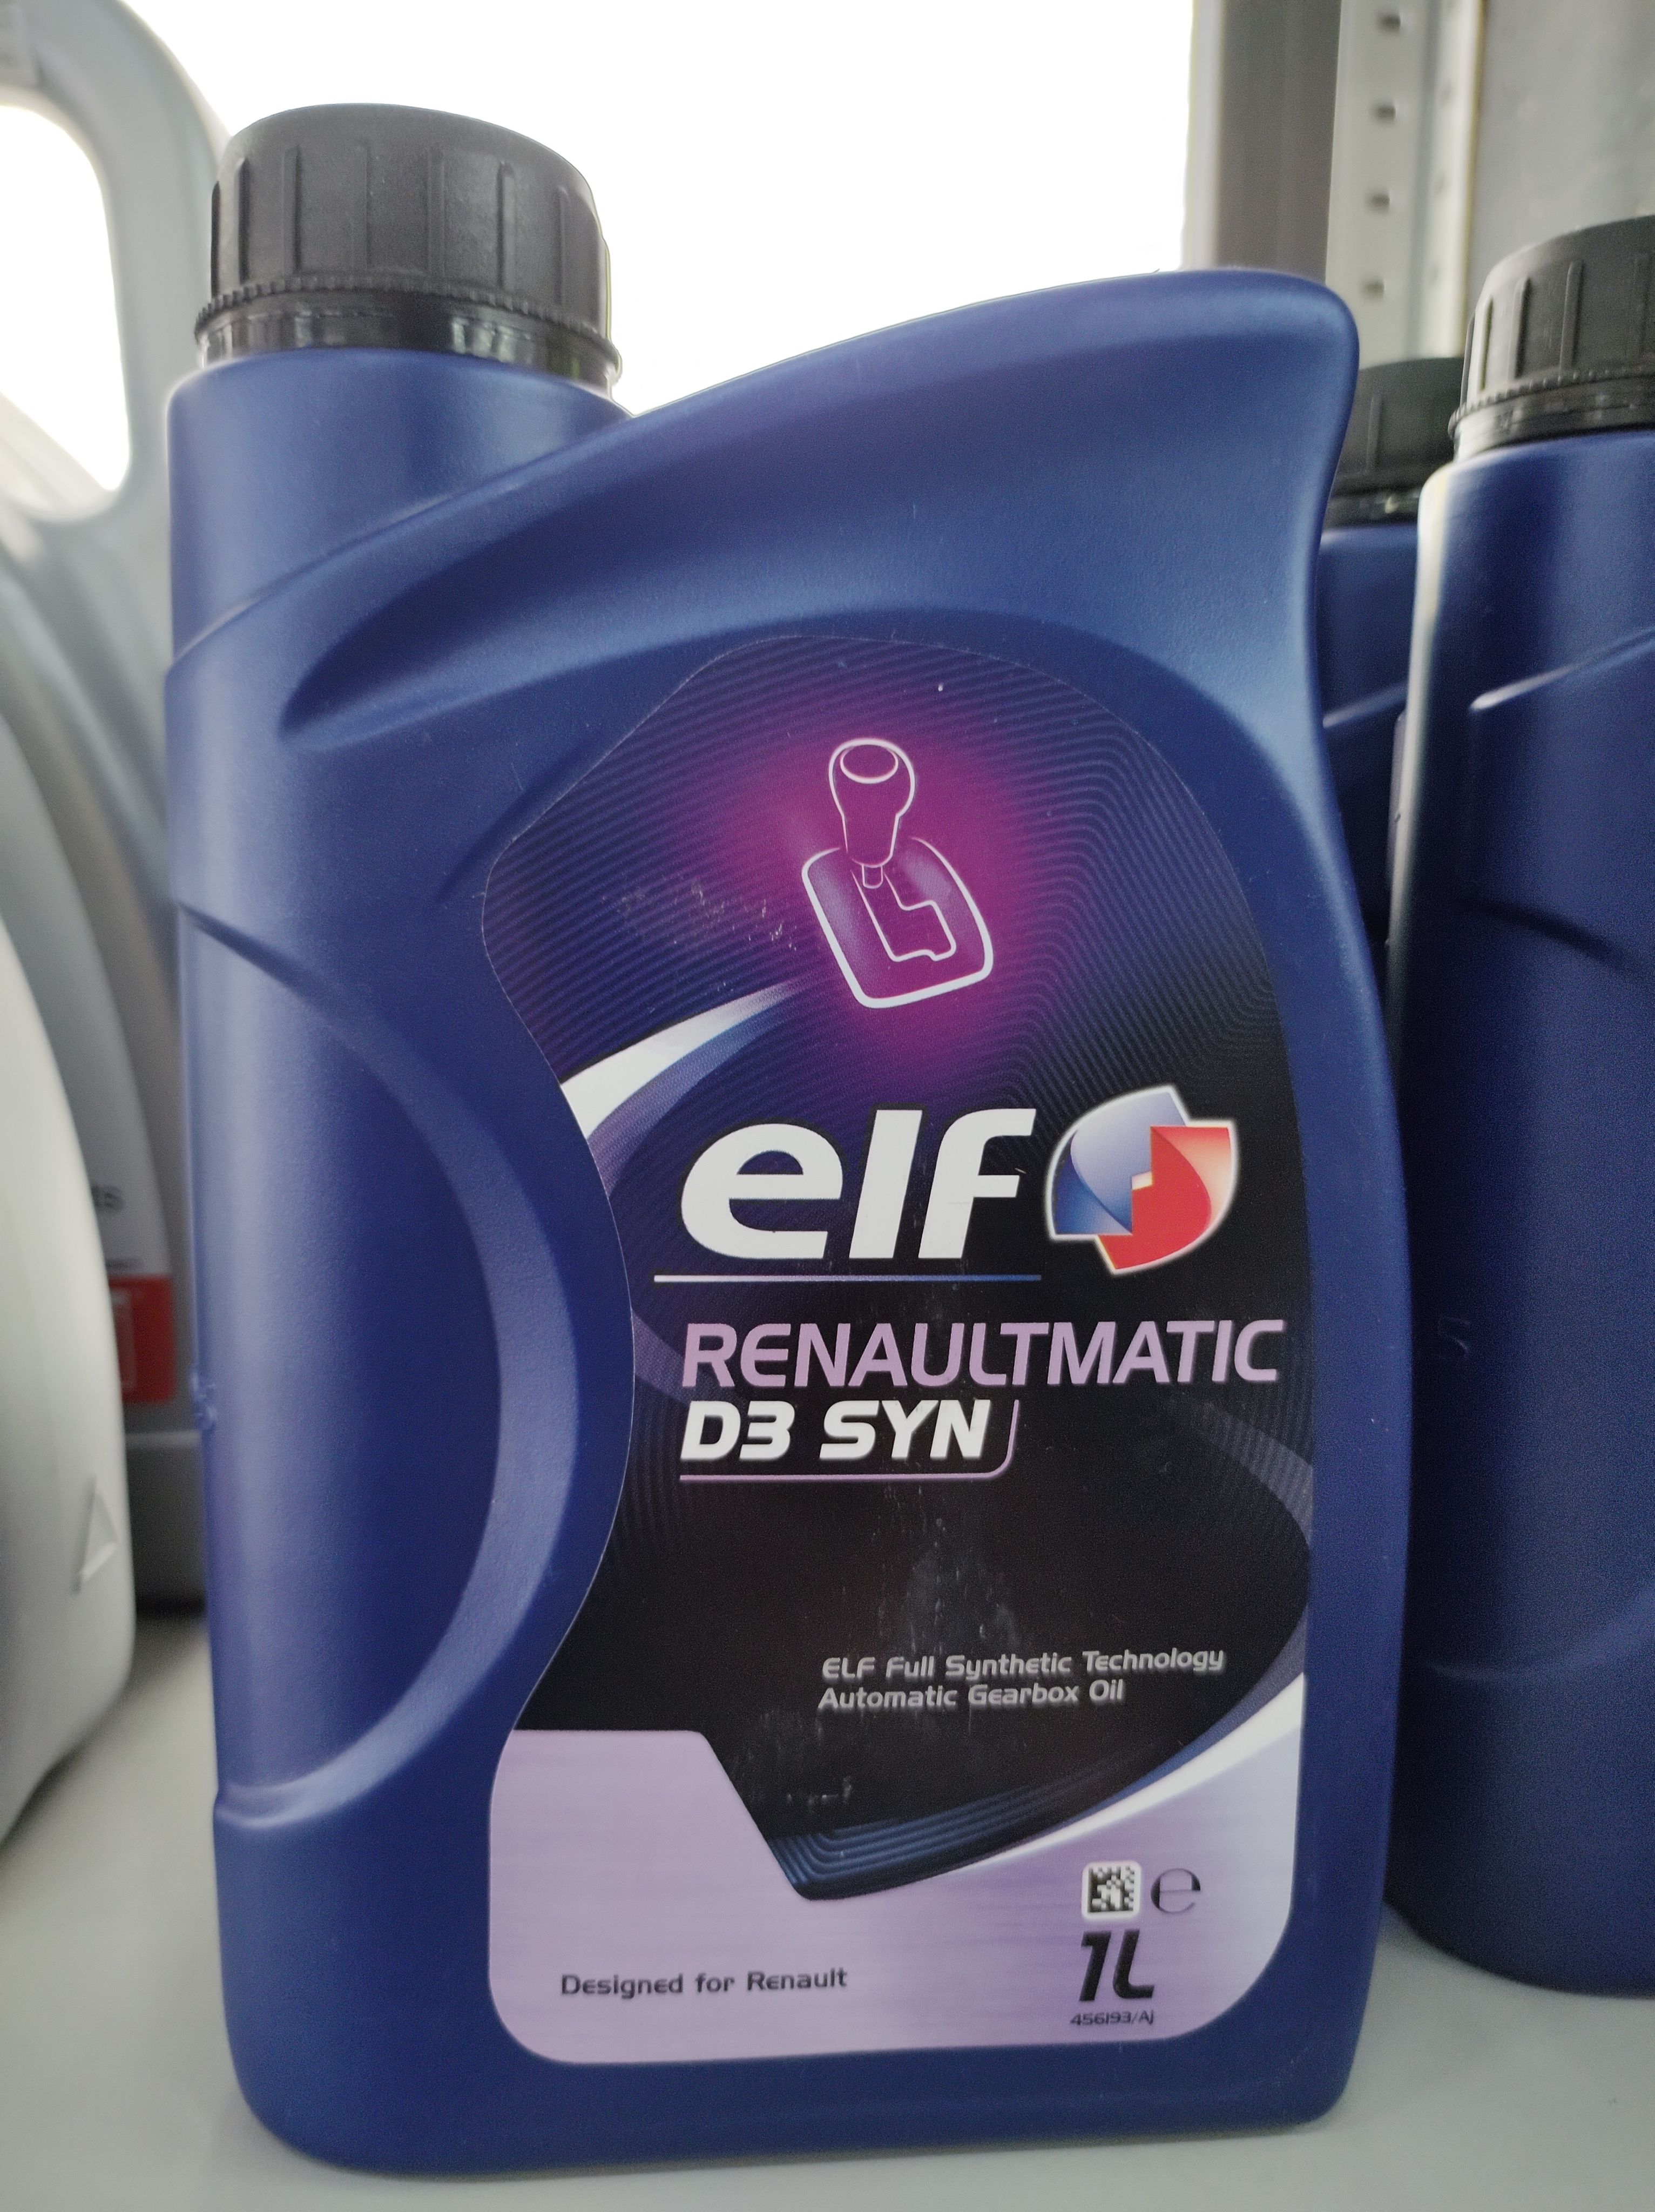 elf
RENAULTMATIC
D3 SYN
ELF Full Synthetic Technology
Automatic Gearbox Oil
℮
1L
Designed for Renault
456193/AJ